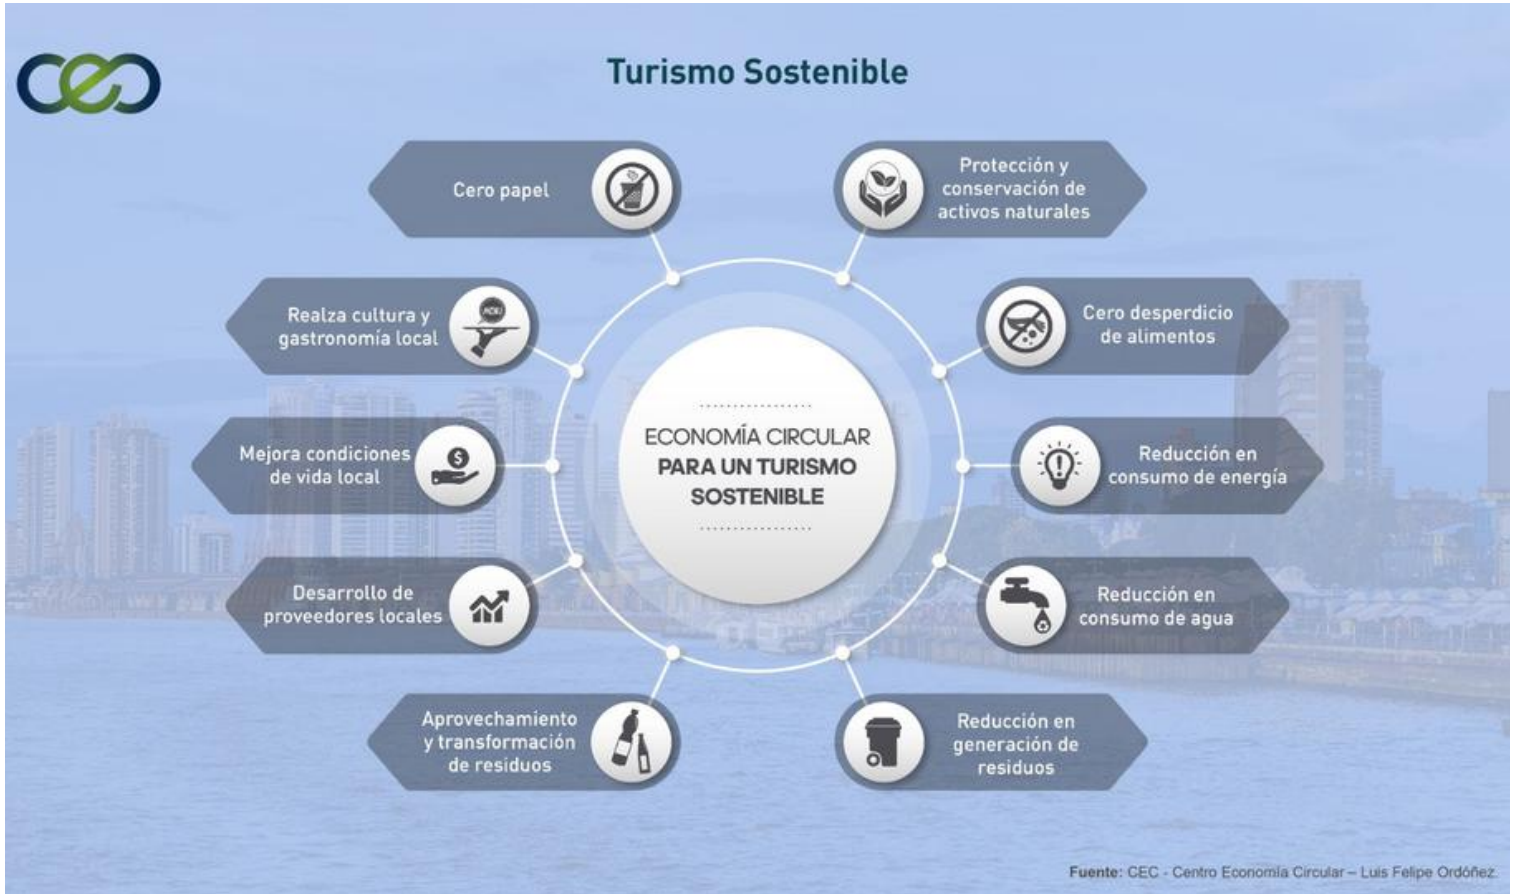 ceo
Turismo Sostenible
Cero papel
Protección y
conservación de
activos naturales
Realza cultura y
gastronomía local
MENU
Cero desperdicio
de alimentos
Mejora condiciones
de vida local
$
ECONOMÍA CIRCULAR
PARA UN TURISMO
SOSTENIBLE
Reducción en
consumo de energía
Desarrollo de
proveedores locales
Reducción en
consumo de agua
Aprovechamiento
y transformación
de residuos
Reducción en
generación de
residuos
Fuente: CEC - Centro Economía Circular – Luis Felipe Ordóñez.